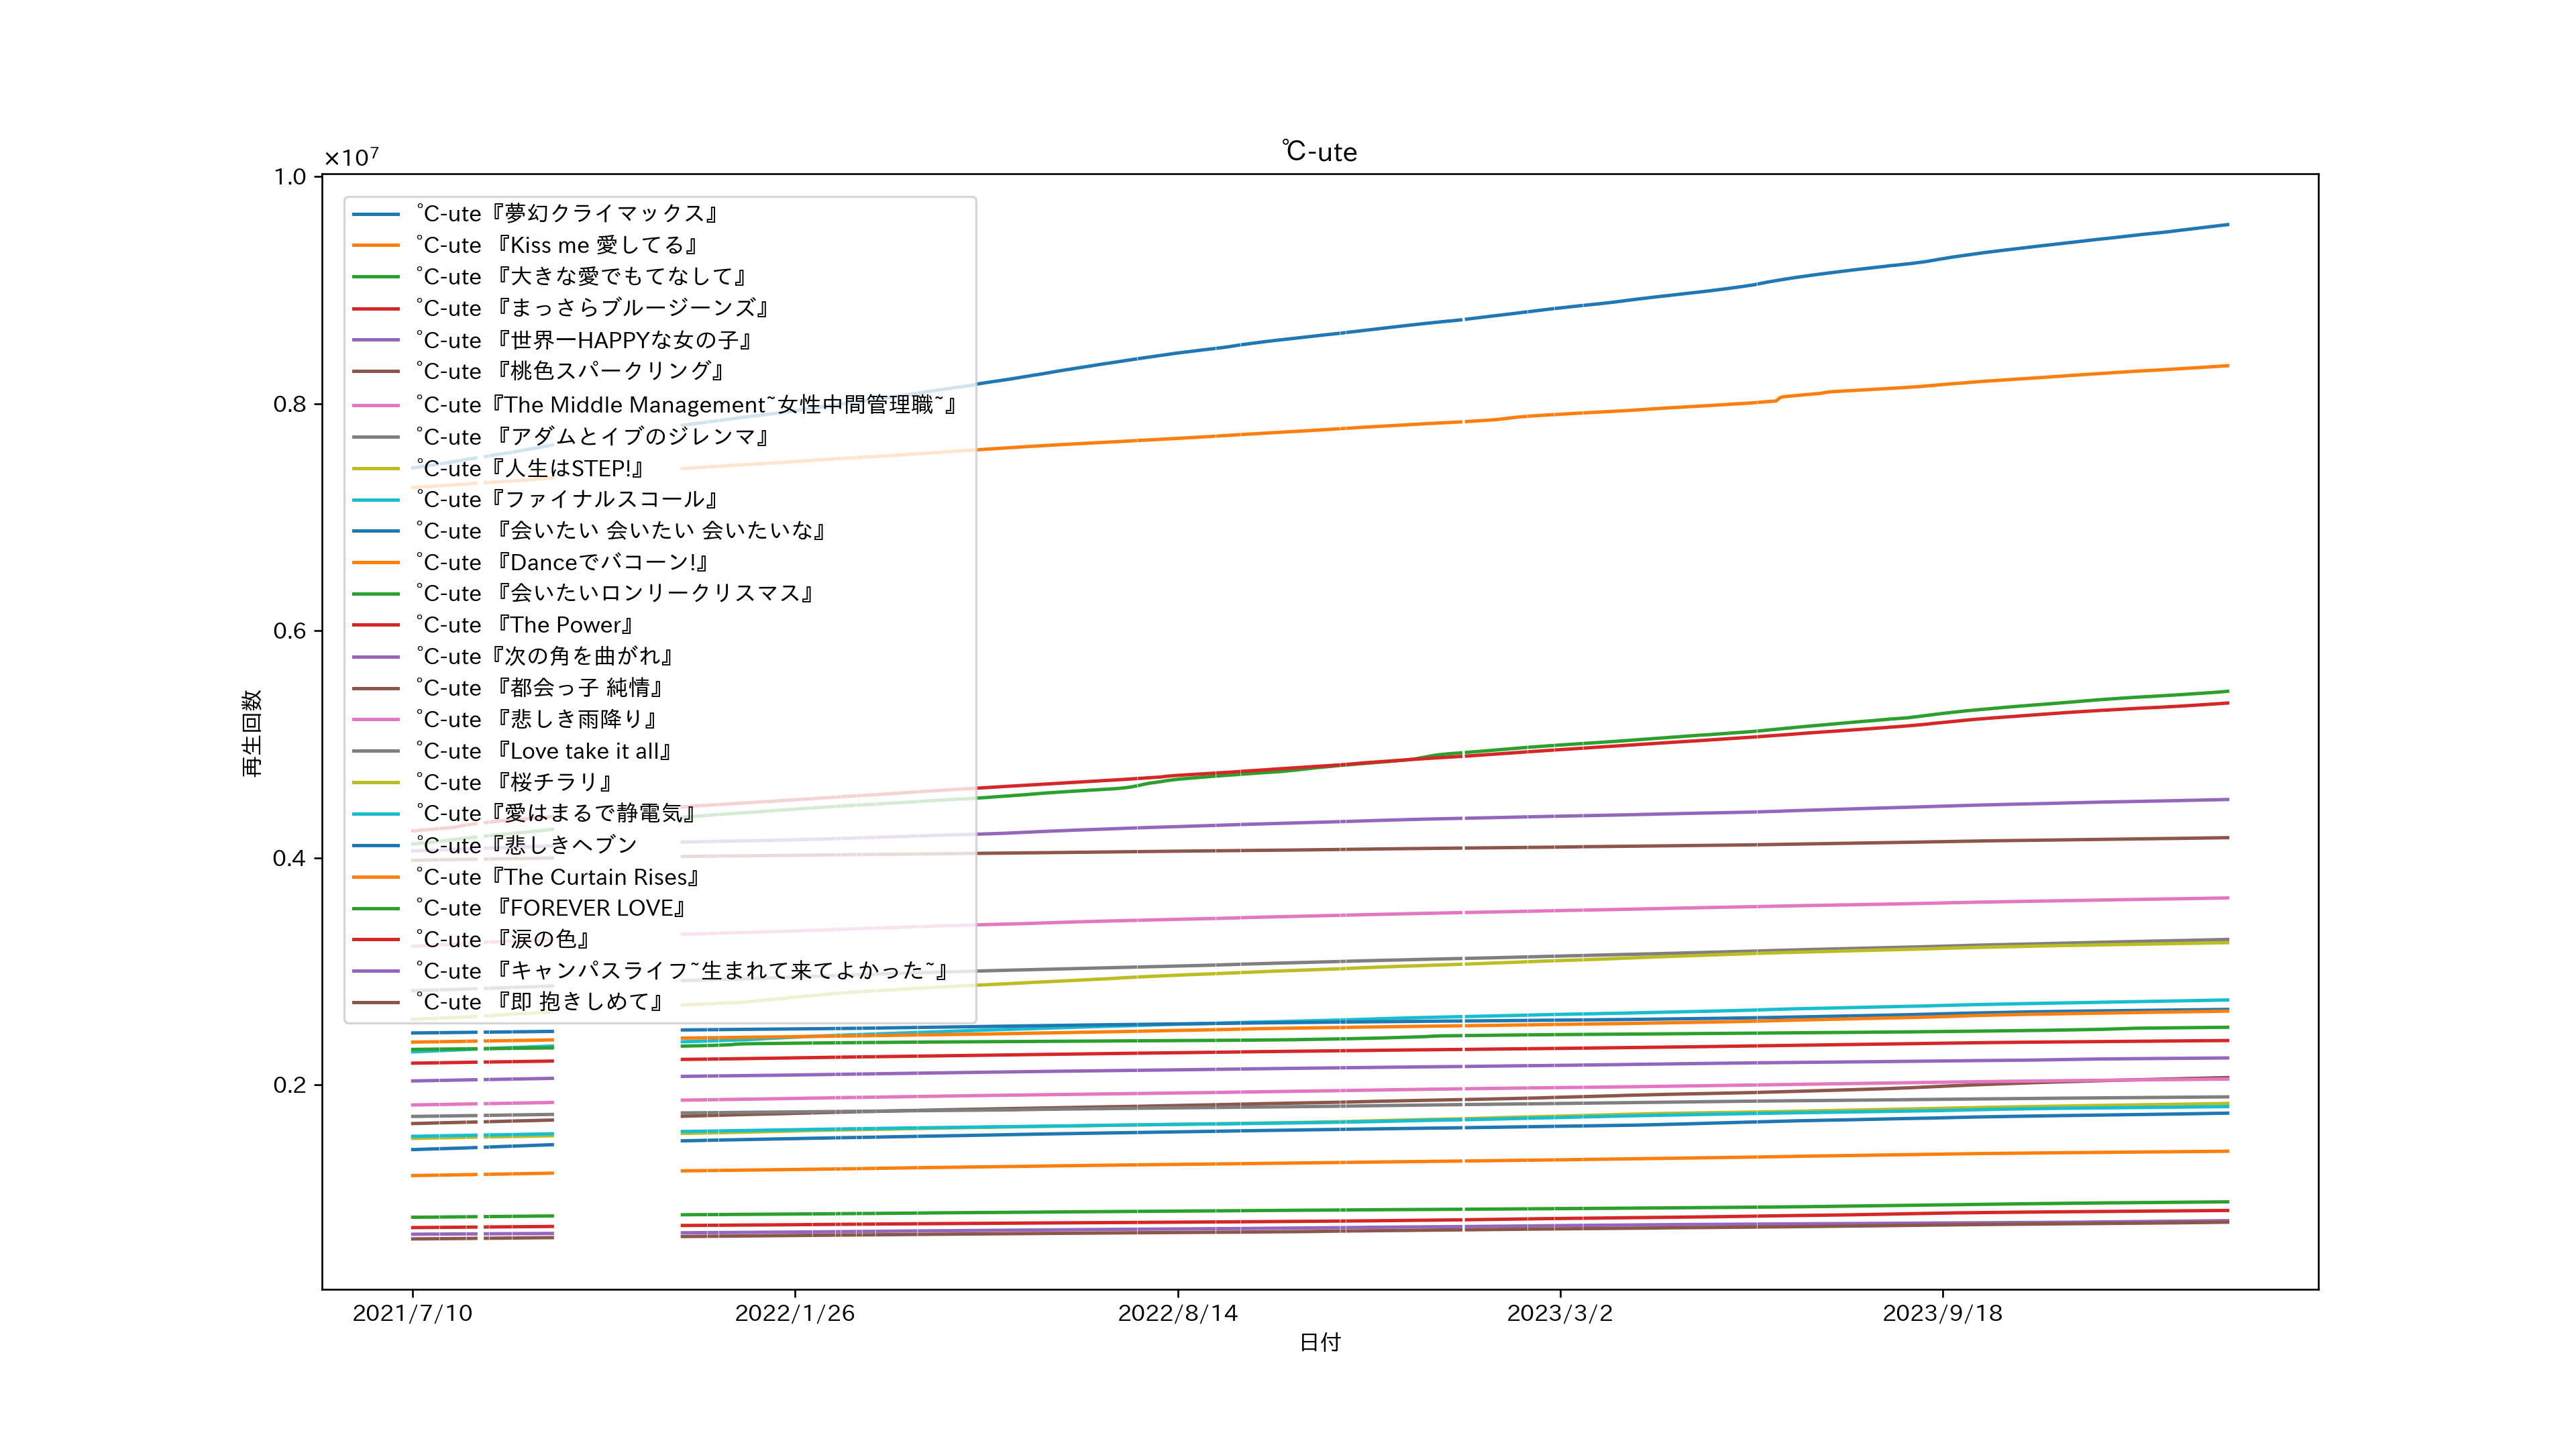 ℃-ute
×10⁷
1.0
0.8
0.6
0.4
0.2
再生回数
℃-ute『夢幻クライマックス』
℃-ute 『Kiss me 愛してる』
℃-ute 『大きな愛でもてなして』
℃-ute 『まっさらブルージーンズ』
℃-ute 『世界一HAPPYな女の子』
℃-ute 『桃色スパークリング』
℃-ute『The Middle Management~女性中間管理職~』
℃-ute 『アダムとイブのジレンマ』
℃-ute『人生はSTEP!』
℃-ute『ファイナルスコール』
℃-ute 『会いたい 会いたい 会いたいな』
℃-ute 『Danceでバコーン!』
℃-ute 『会いたいロンリークリスマス』
℃-ute 『The Power』
℃-ute『次の角を曲がれ』
℃-ute 『都会っ子 純情』
℃-ute 『悲しき雨降り』
℃-ute 『Love take it all』
℃-ute 『桜チラリ』
℃-ute『愛はまるで静電気』
℃-ute『悲しきヘブン
℃-ute『The Curtain Rises』
℃-ute 『FOREVER LOVE』
℃-ute 『涙の色』
℃-ute 『キャンパスライフ~生まれて来てよかった~』
℃-ute 『即 抱きしめて』
2021/7/10
2022/1/26
2022/8/14
2023/3/2
2023/9/18
日付